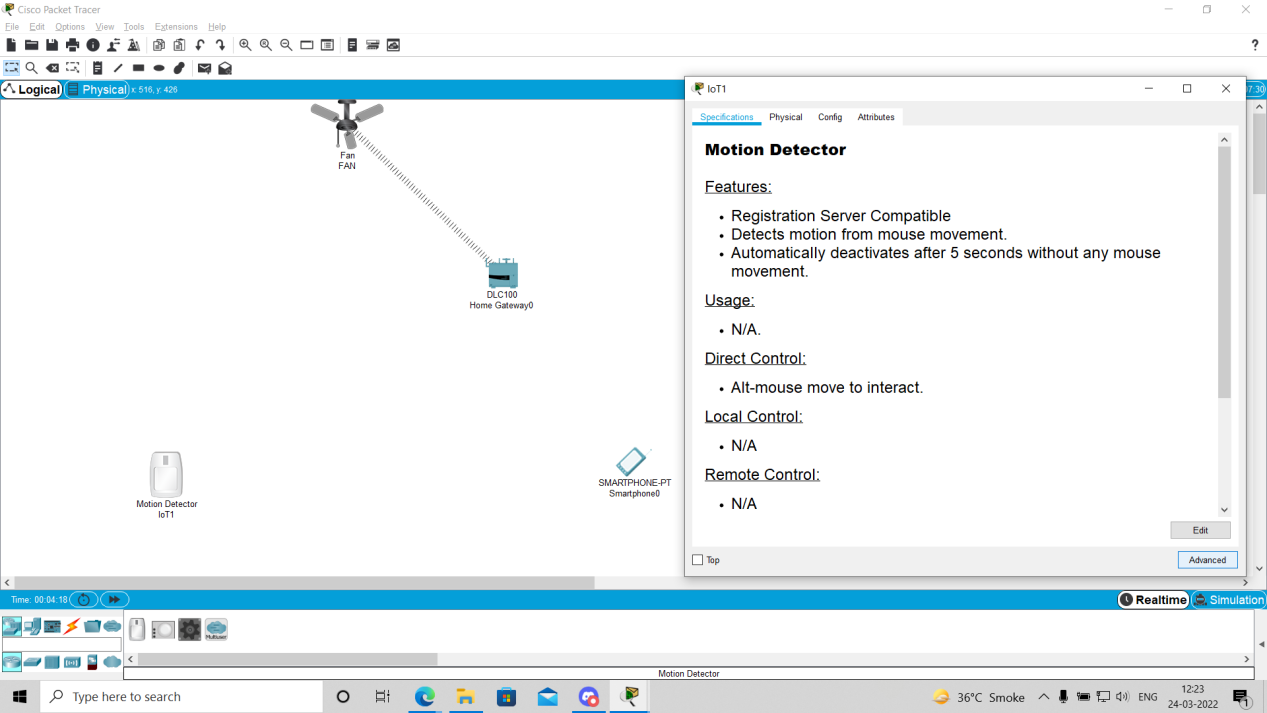 Cisco Packet Tracer
File Edit Options View Tools Extensions Help
?
Logical Physical x: 516, y: 426
07:30
Fan
FAN
DLC100
Home Gateway0
Motion Detector
IoT1
SMARTPHONE-PT
Smartphone0
IoT1
Specifications Physical Config Attributes
Motion Detector
Features:
• Registration Server Compatible
• Detects motion from mouse movement.
• Automatically deactivates after 5 seconds without any mouse
movement.
Usage:
• N/A.
Direct Control:
• Alt-mouse move to interact.
Local Control:
• N/A
Remote Control:
• N/A
Edit
Top
Advanced
Time: 00:04:18
Realtime Simulation
Multiuser
Motion Detector
Type here to search
36°C Smoke
ENG
12:23
24-03-2022
1